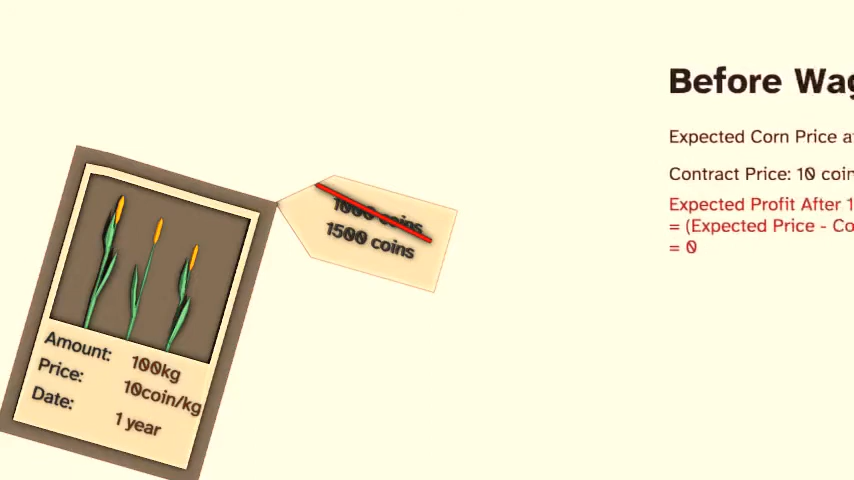 Before Wag
Expected Corn Price a
Contract Price: 10 coin
Expected Profit After 1
= (Expected Price - Co
= 0
1000 coins
1500 coins
Amount: 100kg
Price: 10coin/kg
Date: 1 year